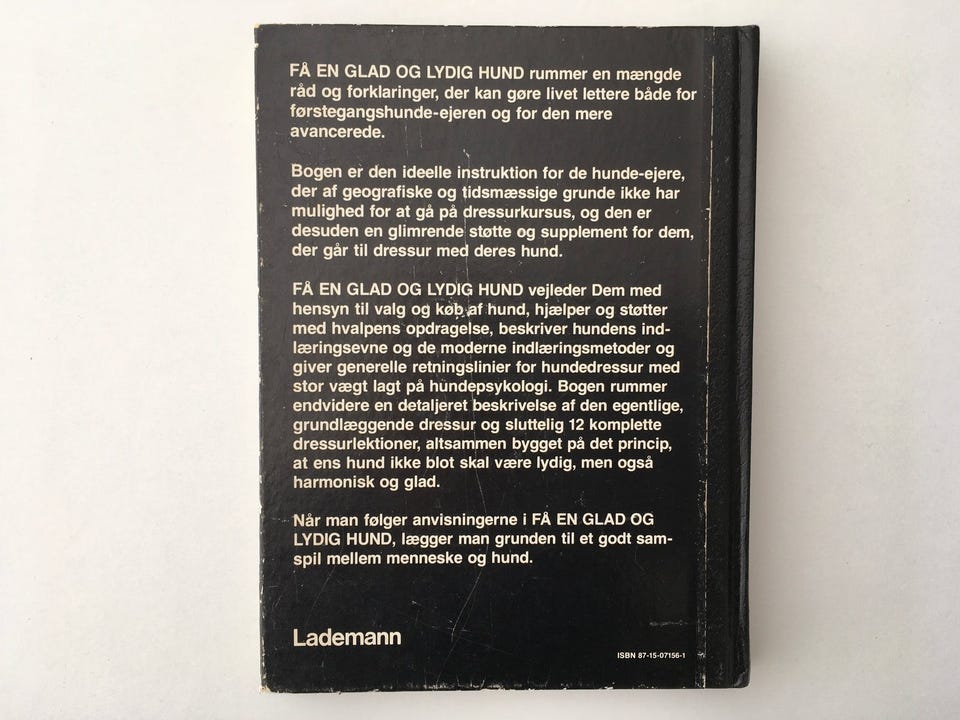 FÅ EN GLAD OG LYDIG HUND rummer en mængde
råd og forklaringer, der kan gøre livet lettere både for
førstegangshunde-ejeren og for den mere
avancerede.
Bogen er den ideelle instruktion for de hunde-ejere,
der af geografiske og tidsmæssige grunde ikke har
mulighed for at gå på dressurkursus, og den er
desuden en glimrende støtte og supplement for dem,
der går til dressur med deres hund.
FÅ EN GLAD OG LYDIG HUND vejleder Dem med
hensyn til valg og køb af hund, hjælper og støtter
med hvalpens opdragelse, beskriver hundens ind-
læringsevne og de moderne indlæringsmetoder og
giver generelle retningslinier for hundedressur med
stor vægt lagt på hundepsykologi. Bogen rummer
endvidere en detaljeret beskrivelse af den egentlige,
grundlæggende dressur og sluttelig 12 komplette
dressurlektioner, altsammen bygget på det princip,
at ens hund ikke blot skal være lydig, men også
harmonisk og glad.
Når man følger anvisningerne i FÅ EN GLAD OG
LYDIG HUND, lægger man grunden til et godt sam-
spil mellem menneske og hund.
Lademann
ISBN 87-15-07156-1